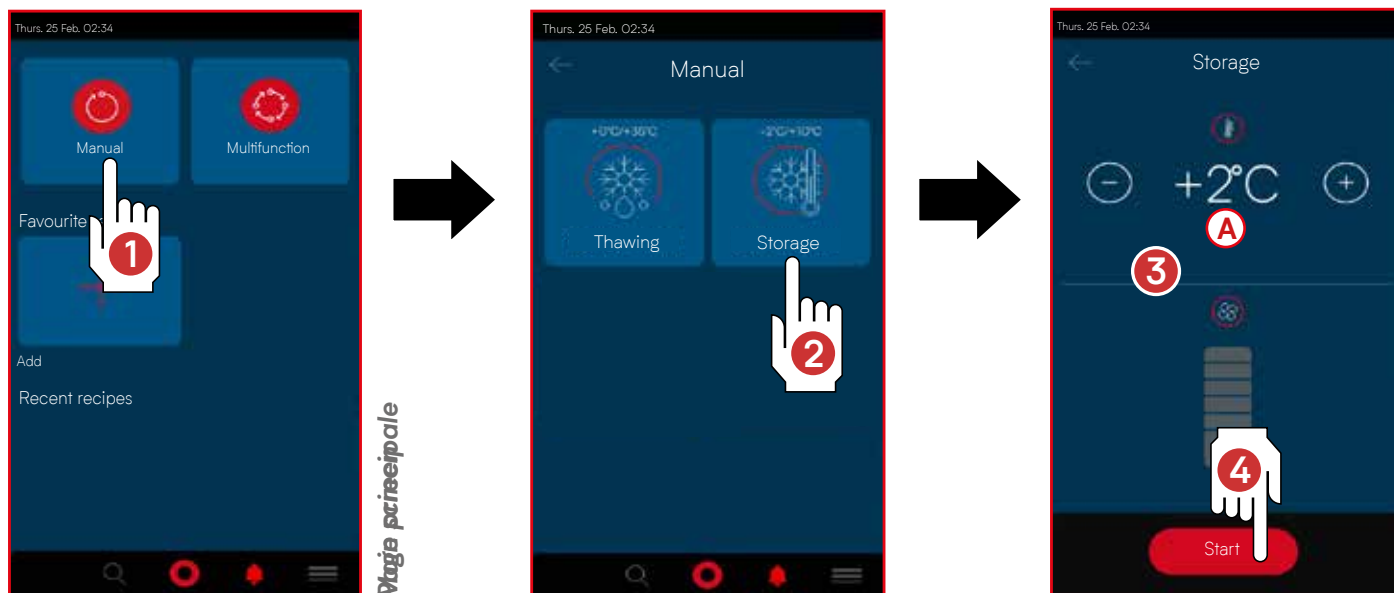 Thurs. 25 Feb. 02:34
Manual
Multifunction
1
Favourite
Add
Recent recipes
Thurs. 25 Feb. 02:34
Manual
+0°C/+30°C
-2°C/+10°C
Thawing
Storage
2
Thurs. 25 Feb. 02:34
Storage
+2°C
A
3
4
Start